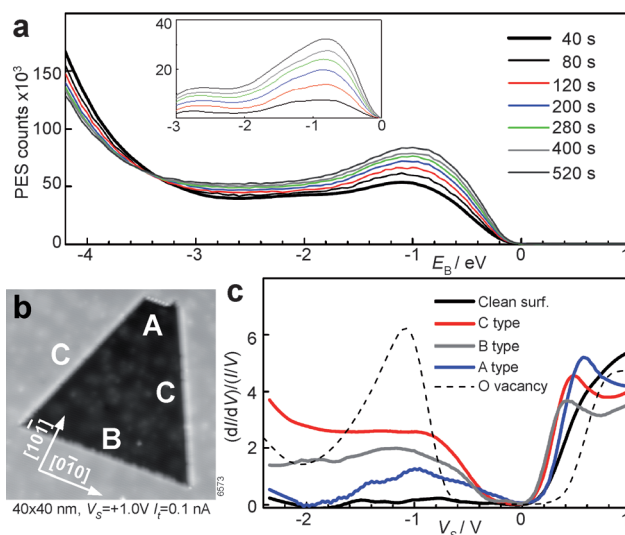 a
PES counts x10³
150
100
50
0
-4
-3
-2
-1
0
E_B / eV
40
20
-3
-2
-1
0
40 s
80 s
120 s
200 s
280 s
400 s
520 s
b
A
C
C
B
[101̄]
[01̄0]
6573
40x40 nm, V_S=+1.0V I_t=0.1 nA
c
Clean surf.
C type
B type
A type
O vacancy
(dI/dV)/(I/V)
6
4
2
0
-2
-1
0
V_S / V